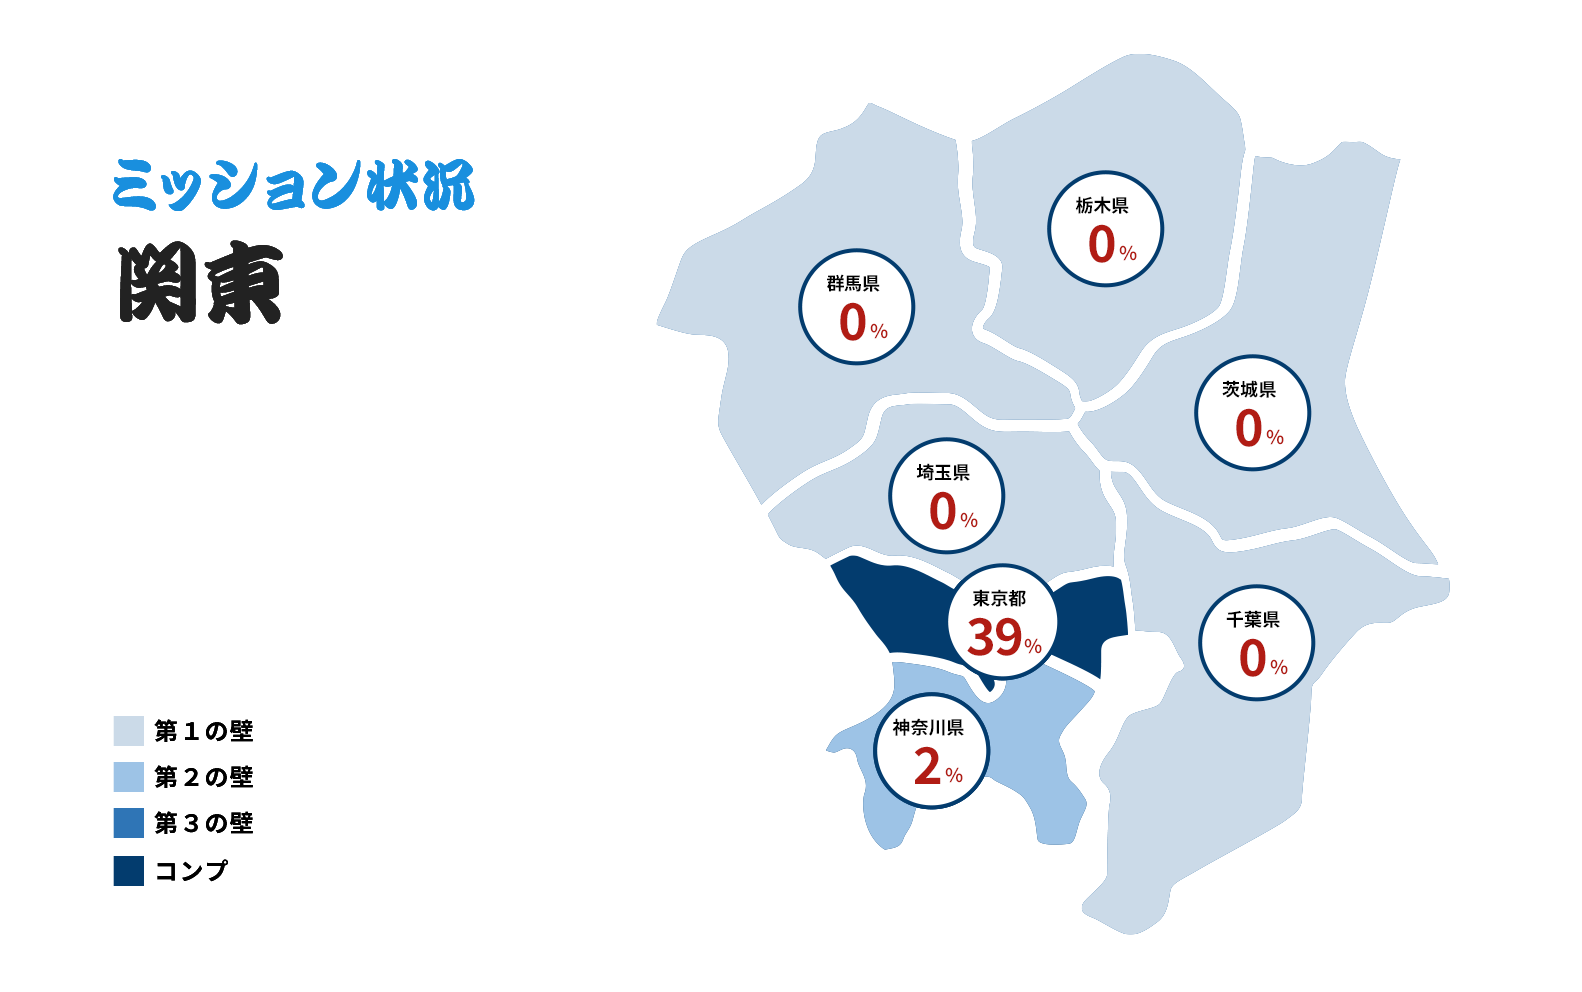 ミッション状況
関東
栃木県
0%
群馬県
0%
茨城県
0%
埼玉県
0%
東京都
39%
千葉県
0%
神奈川県
2%
第１の壁
第２の壁
第３の壁
コンプ